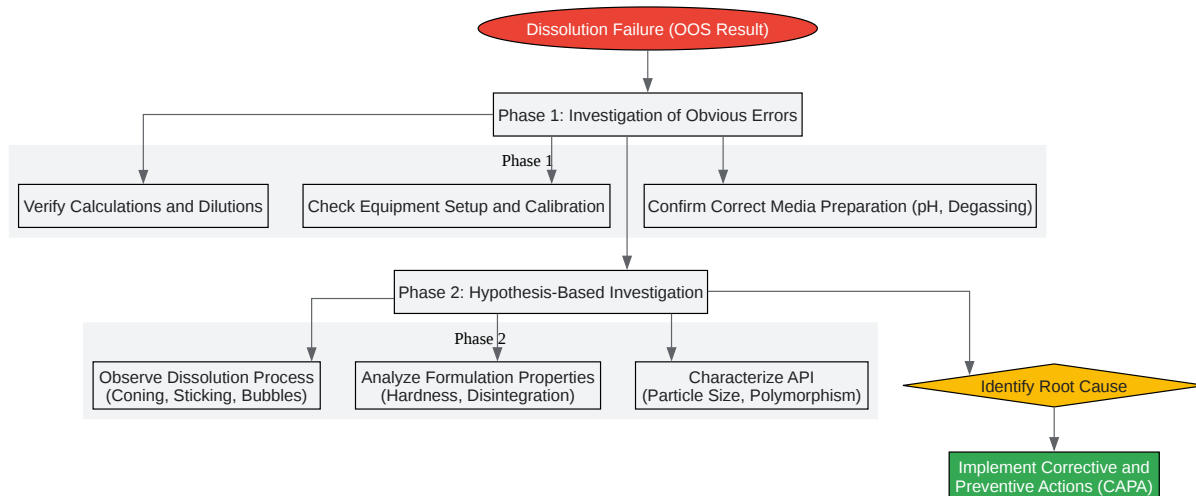 Dissolution Failure (OOS Result)
Phase 1: Investigation of Obvious Errors
Phase 1
Verify Calculations and Dilutions
Check Equipment Setup and Calibration
Confirm Correct Media Preparation (pH, Degassing)
Phase 2: Hypothesis-Based Investigation
Phase 2
Observe Dissolution Process
(Coning, Sticking, Bubbles)
Analyze Formulation Properties
(Hardness, Disintegration)
Characterize API
(Particle Size, Polymorphism)
Identify Root Cause
Implement Corrective and
Preventive Actions (CAPA)